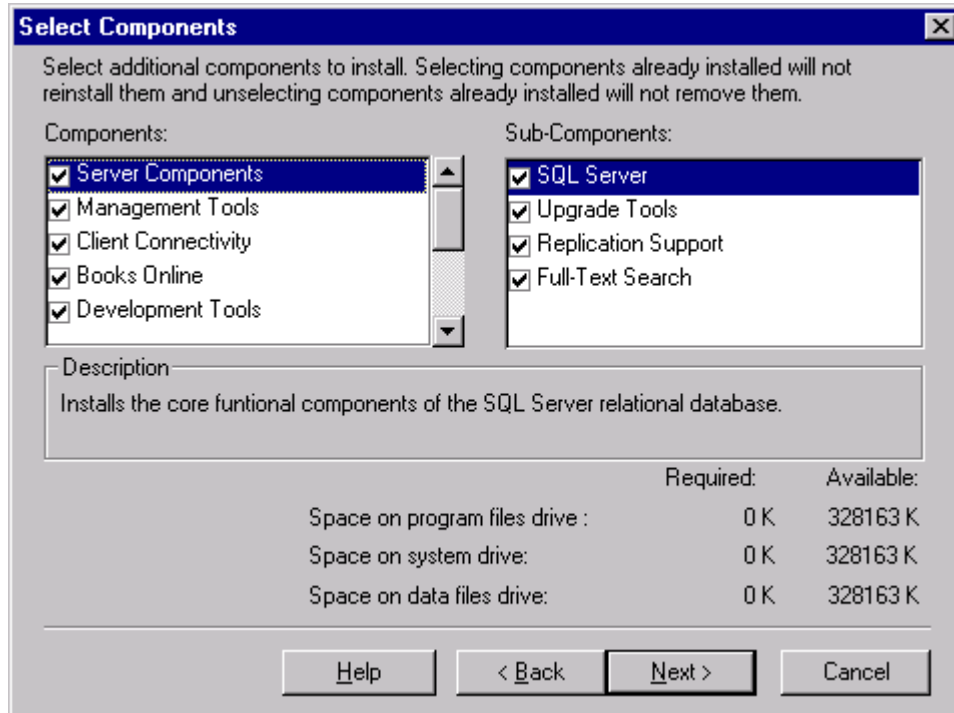 Select Components
Select additional components to install. Selecting components already installed will not
reinstall them and unselecting components already installed will not remove them.
Components:
Server Components
Management Tools
Client Connectivity
Books Online
Development Tools
Sub-Components:
SQL Server
Upgrade Tools
Replication Support
Full-Text Search
Description
Installs the core funtional components of the SQL Server relational database.
Required: Available:
Space on program files drive : 0 K 328163 K
Space on system drive: 0 K 328163 K
Space on data files drive: 0 K 328163 K
Help < Back Next > Cancel